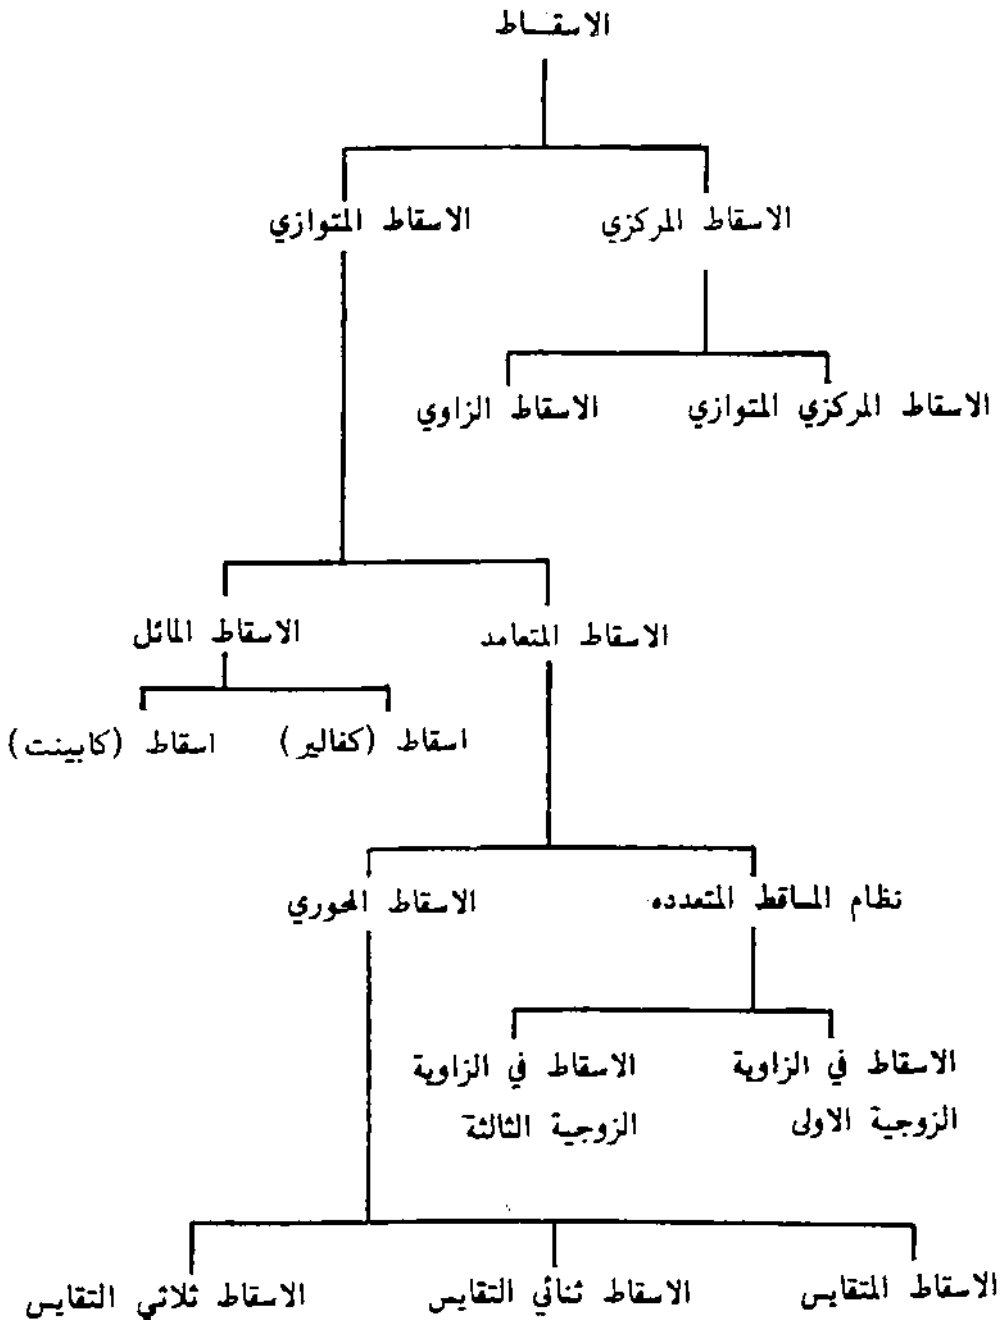 الاسقاط
الاسقاط المركزي
الاسقاط المتوازي
الاسقاط المركزي المتوازي
الاسقاط الزاوي
الاسقاط المتعامد
الاسقاط المائل
اسقاط (كفالير)
اسقاط (كابينت)
نظام المساقط المتعدده
الاسقاط المحوري
الاسقاط في الزاوية
الزوجية الاولى
الاسقاط في الزاوية
الزوجية الثالثة
الاسقاط المتقايس
الاسقاط ثنائي التقايس
الاسقاط ثلاثي التقايس